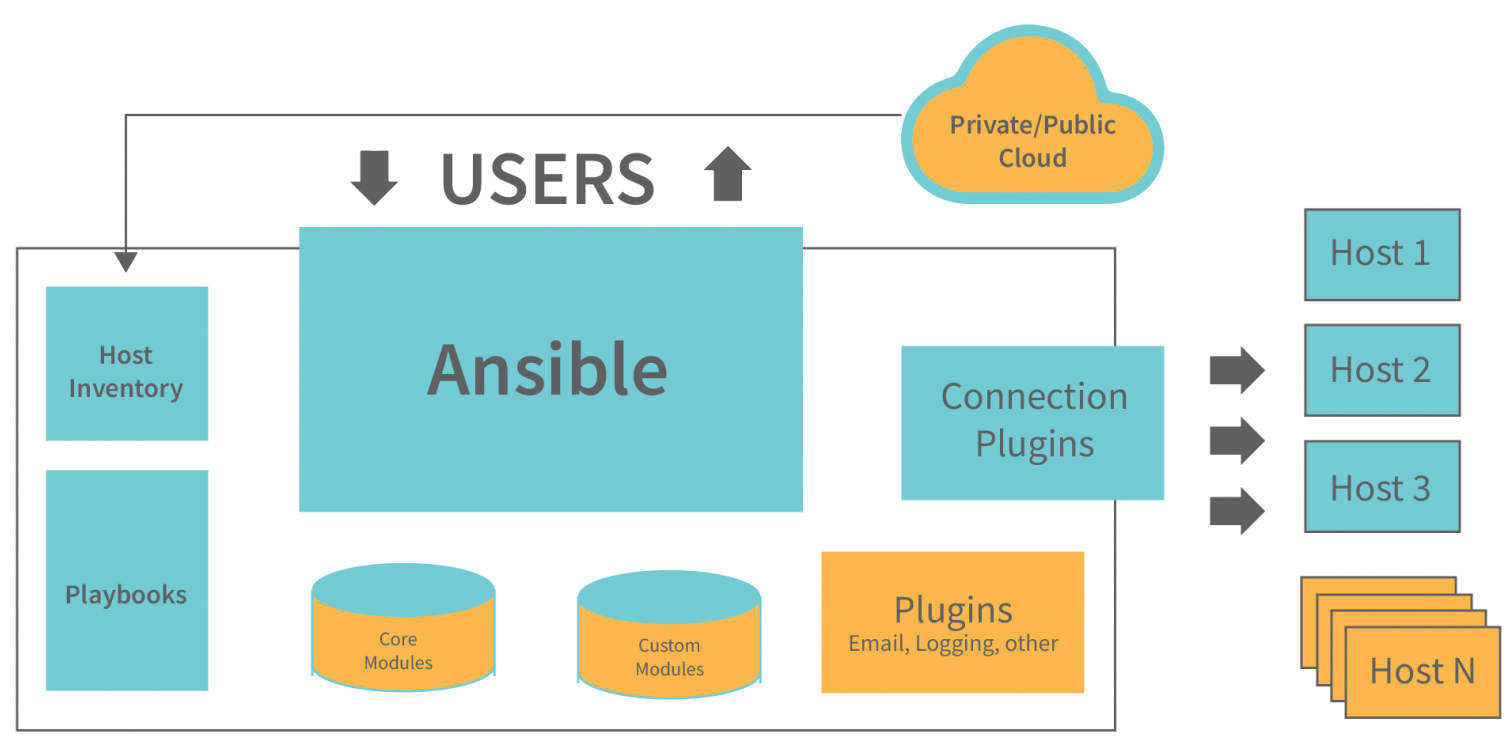 Private/Public
Cloud
USERS
Host 1
Host
Inventory
Ansible
Connection
Plugins
Host 2
Host 3
Playbooks
Core
Modules
Custom
Modules
Plugins
Email, Logging, other
Host N